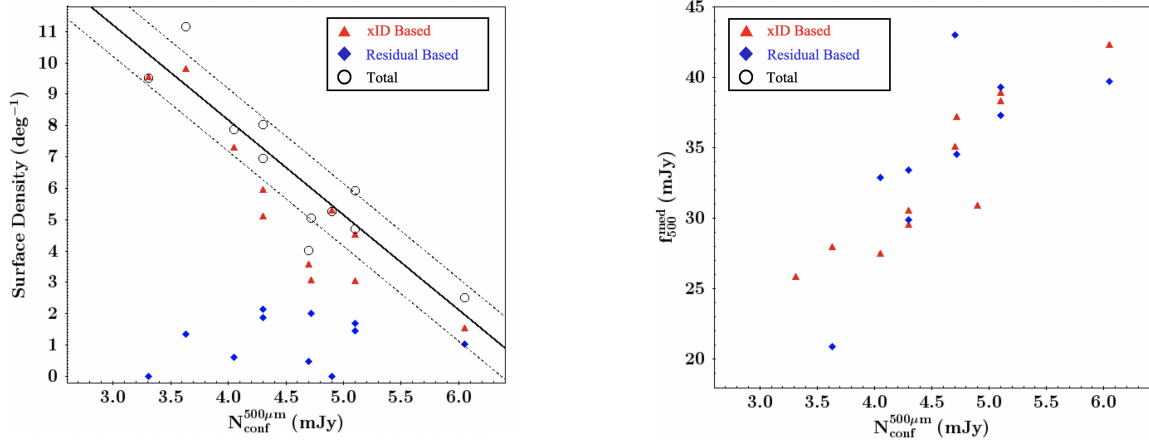 11
10
9
8
7
6
5
4
3
2
1
0
Surface Density (deg⁻¹)
xID Based
Residual Based
Total
3.0 3.5 4.0 4.5 5.0 5.5 6.0
N_conf^500μm (mJy)
45
40
35
30
25
20
f_500^med (mJy)
xID Based
Residual Based
Total
3.0 3.5 4.0 4.5 5.0 5.5 6.0
N_conf^500μm (mJy)